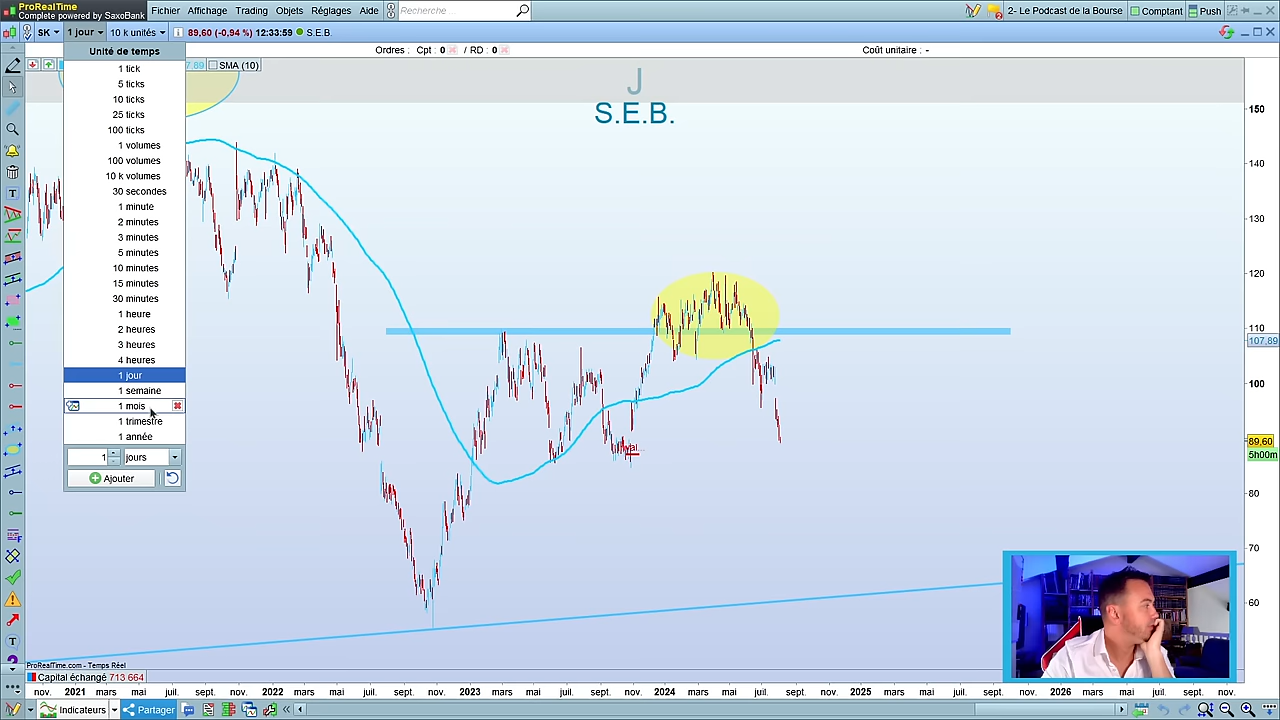 ProRealTime
Complete powered by SaxoBank
Fichier Affichage Trading Objets Réglages Aide Recherche 2- Le Podcast de la Bourse Comptant Push
SK 1 jour 10 k unités 89,60 (-0,94 %) 12:33:59 S.E.B.
Unité de temps
Ordres : Cpt : 0 / RD : 0 Coût unitaire : -
SMA (10)
1 tick
5 ticks
10 ticks
25 ticks
100 ticks
1 volumes
100 volumes
10 k volumes
30 secondes
1 minute
2 minutes
3 minutes
5 minutes
10 minutes
15 minutes
30 minutes
1 heure
2 heures
3 heures
4 heures
1 jour
1 semaine
1 mois
1 trimestre
1 année
1 jours
Ajouter
J
S.E.B.
150
140
130
120
110
107,89
100
89,60
5h00m
80
70
60
ProRealTime.com - Temps Réel
Capital échangé 713 664
nov. 2021 mars mai juil. sept. nov. 2022 mars mai juil. sept. nov. 2023 mars mai juil. sept. nov. 2024 mars mai juil. sept. nov. 2025 mars mai juil. sept. nov. 2026 mars mai juil. sept. nov.
Indicateurs Partager